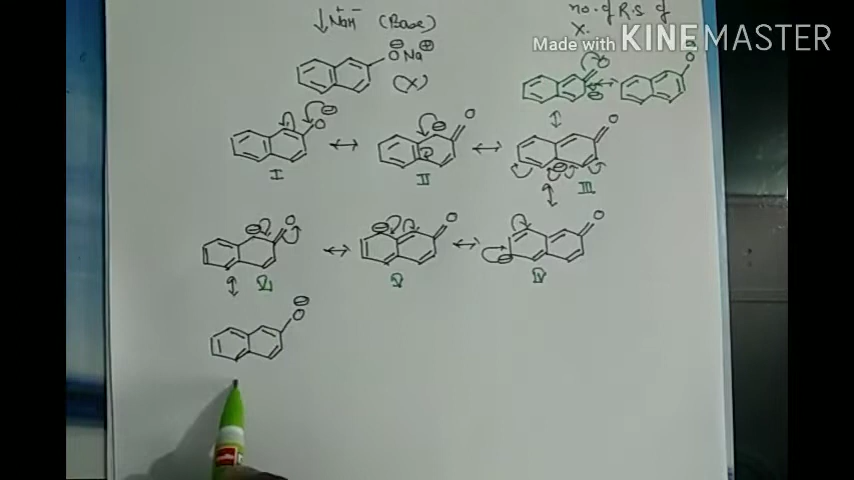 no. of R.S of
X.
Made with KINEMASTER
↓NaH (Base)
+ −
⊖ ⊕
O Na
(X)
O
O
⊖
⊖
O
⊖
O
⊖
O
I
II
III
⊖
O
⊖
O
⊖
O
VI
V
IV
⊖
O